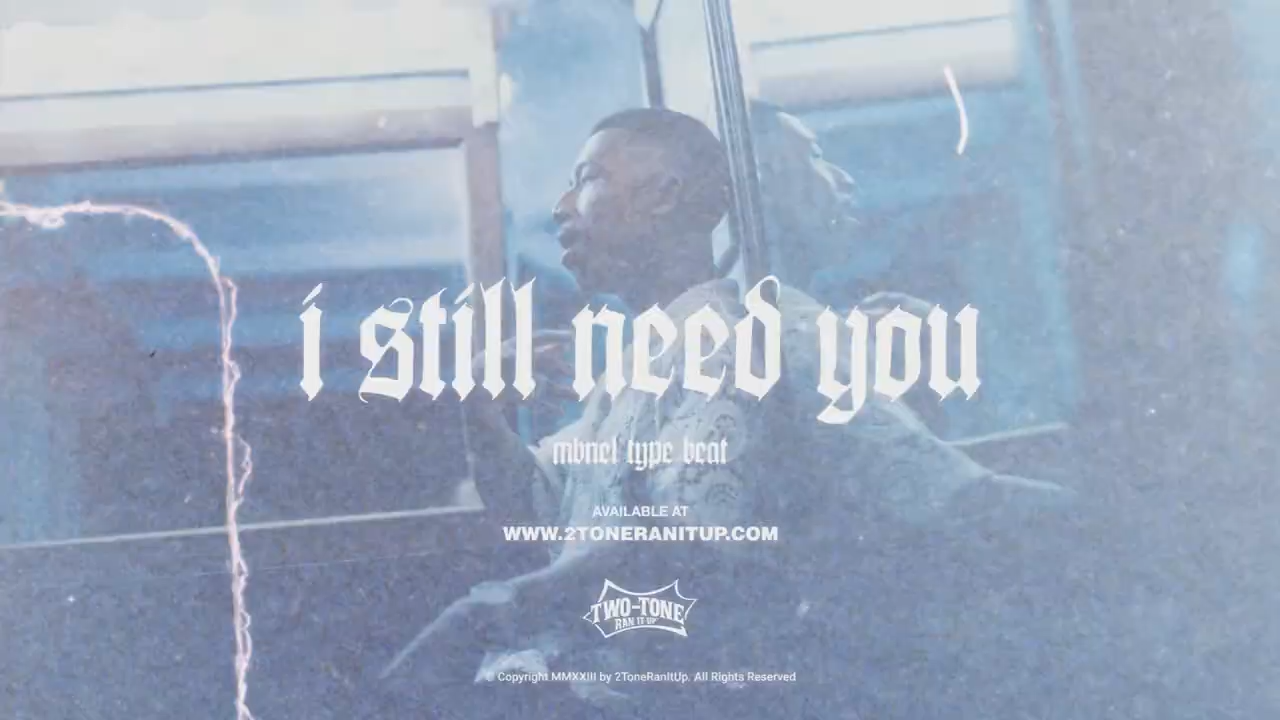 i still need you
mbnel type beat
AVAILABLE AT
WWW.2TONERANITUP.COM
TWO-TONE
RAN IT UP
© Copyright MMXXIII by 2ToneRanItUp. All Rights Reserved